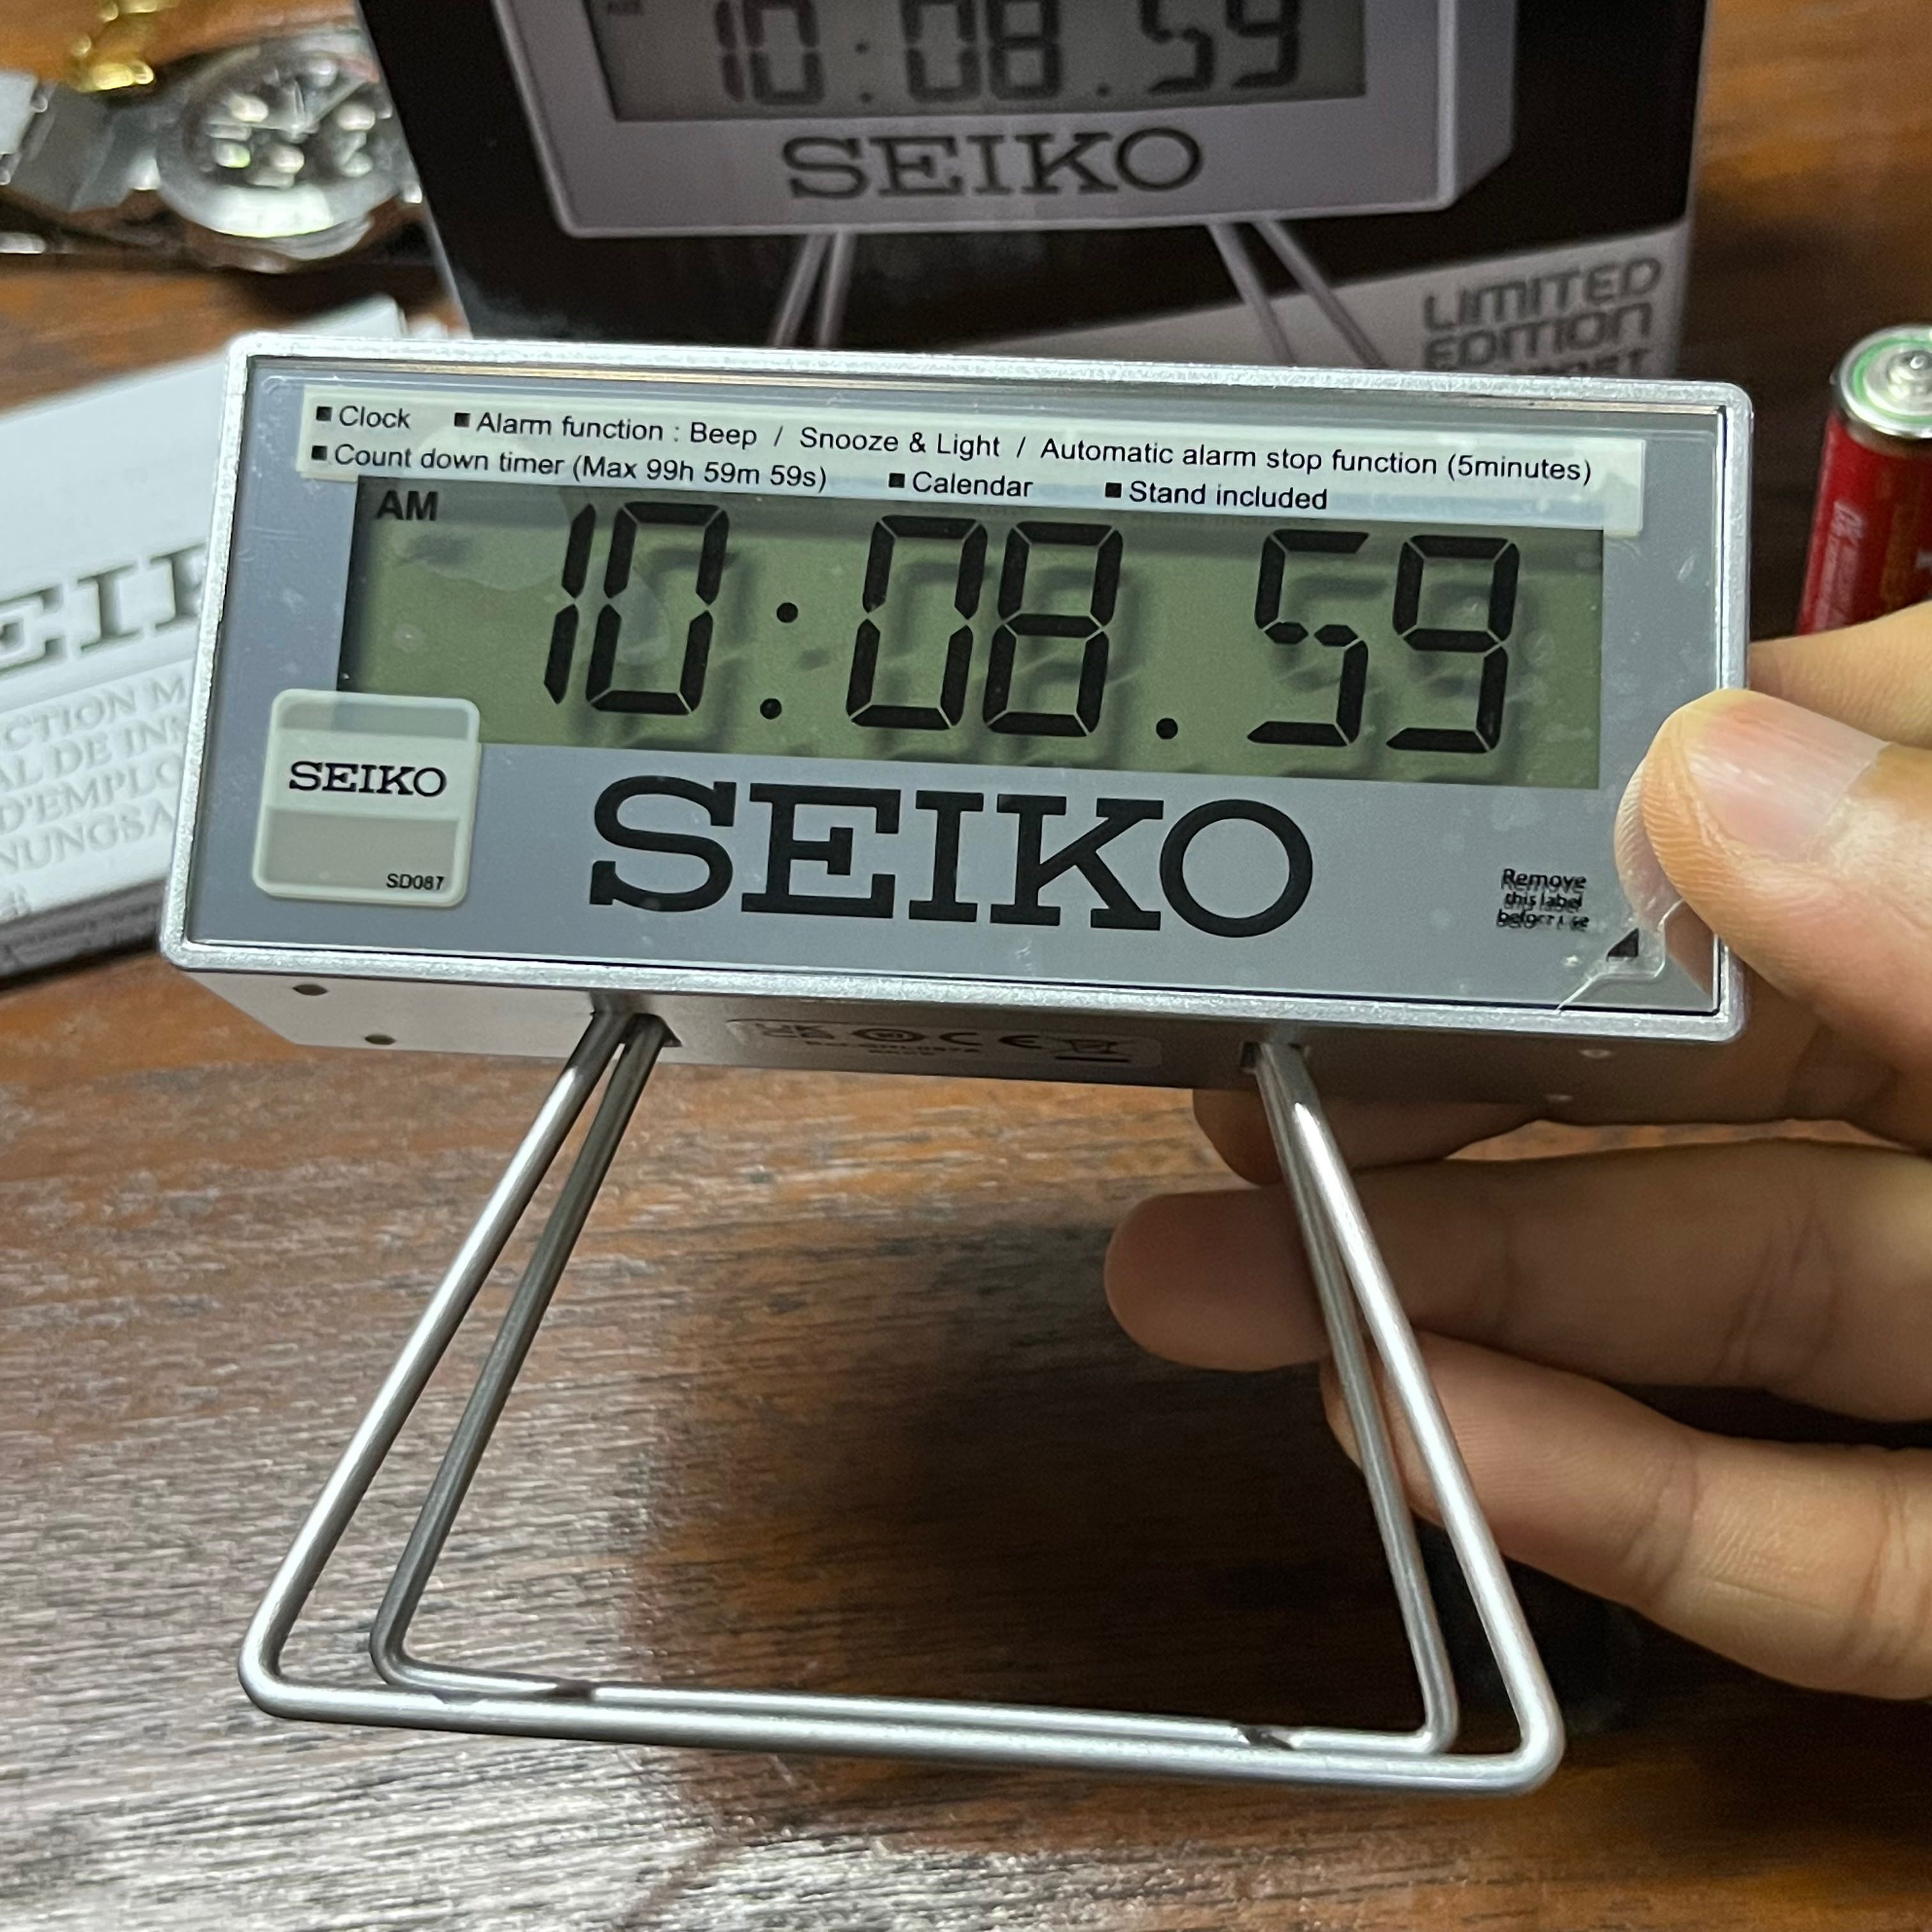 10:08.59
SEIKO
LIMITED
EDITION
■ Clock ■ Alarm function : Beep / Snooze & Light / Automatic alarm stop function (5minutes)
■ Count down timer (Max 99h 59m 59s) ■ Calendar ■ Stand included
AM
10:08.59
SEIKO
SD087
SEIKO
Remove
this label
before use
CE